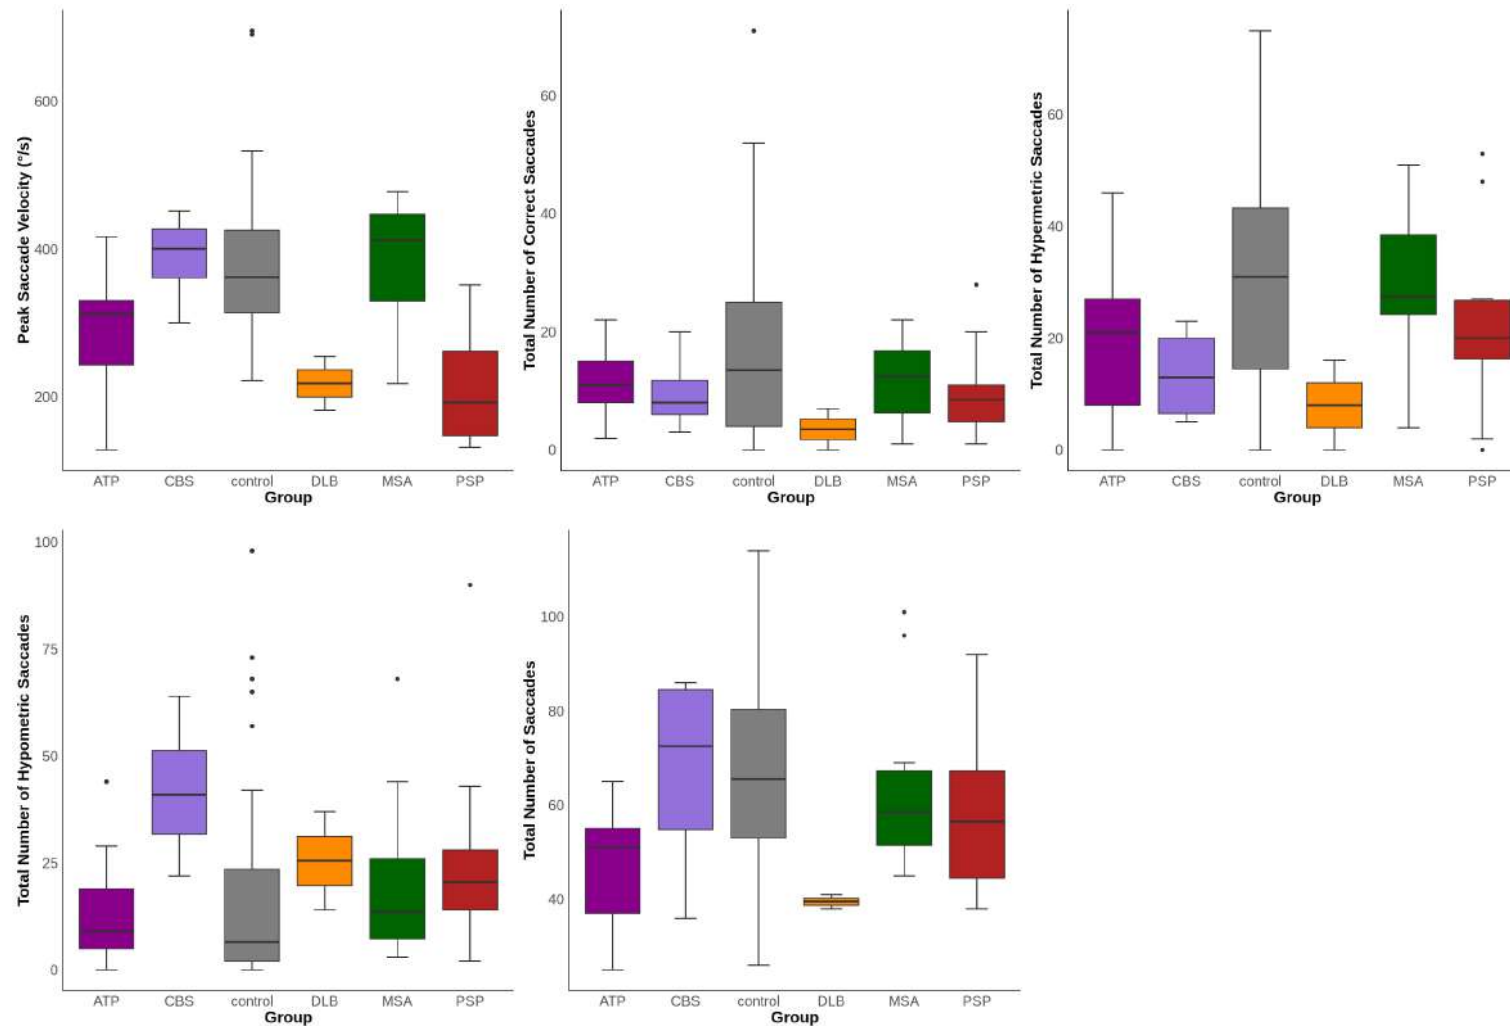 Peak Saccade Velocity (°/s)
600
400
200
ATP CBS control DLB MSA PSP
Group
Total Number of Correct Saccades
60
40
20
0
ATP CBS control DLB MSA PSP
Group
Total Number of Hypermetric Saccades
60
40
20
0
ATP CBS control DLB MSA PSP
Group
Total Number of Hypometric Saccades
100
75
50
25
0
ATP CBS control DLB MSA PSP
Group
Total Number of Saccades
100
80
60
40
ATP CBS control DLB MSA PSP
Group